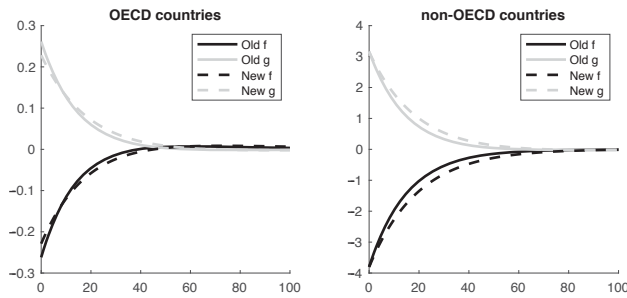 OECD countries
0.3
0.2
0.1
0
−0.1
−0.2
−0.3
0 20 40 60 80 100
Old f
Old g
New f
New g
non-OECD countries
4
3
2
1
0
−1
−2
−3
−4
0 20 40 60 80 100
Old f
Old g
New f
New g